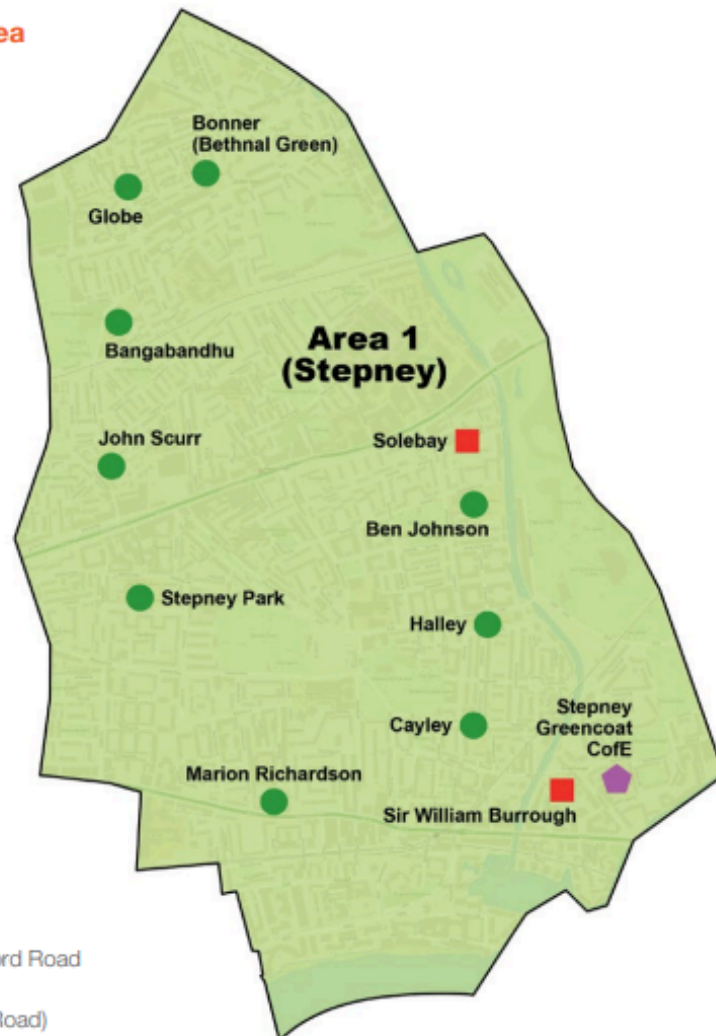 ea
Bonner
(Bethnal Green)
Globe
Bangabandhu
Area 1
(Stepney)
John Scurr
Solebay
Ben Johnson
Stepney Park
Halley
Cayley
Stepney
Greencoat
CofE
Marion Richardson
Sir William Burrough
rd Road
Road)